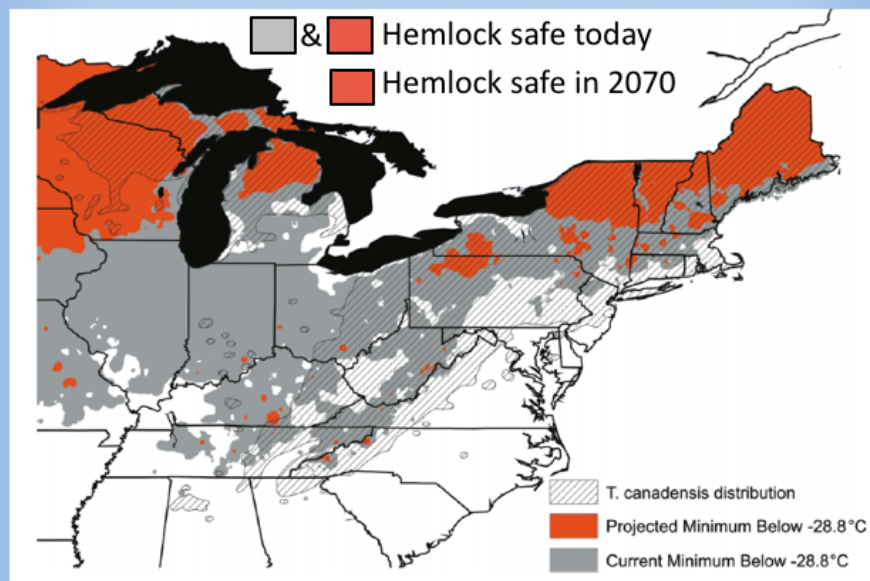 & Hemlock safe today
Hemlock safe in 2070
T. canadensis distribution
Projected Minimum Below -28.8°C
Current Minimum Below -28.8°C